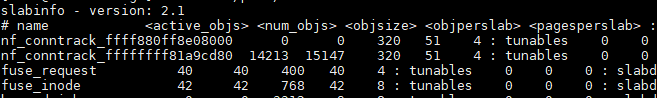 slabinfo - version: 2.1
# name <active_objs> <num_objs> <objsize> <objperslab> <pagesperslab> :
nf_conntrack_ffff880ff8e08000 0 0 320 51 4 : tunables 0 0 0
nf_conntrack_ffffffff81a9cd80 14213 15147 320 51 4 : tunables 0 0
fuse_request 40 40 400 40 4 : tunables 0 0 0 : slabd
fuse_inode 42 42 768 42 8 : tunables 0 0 0 : slabd